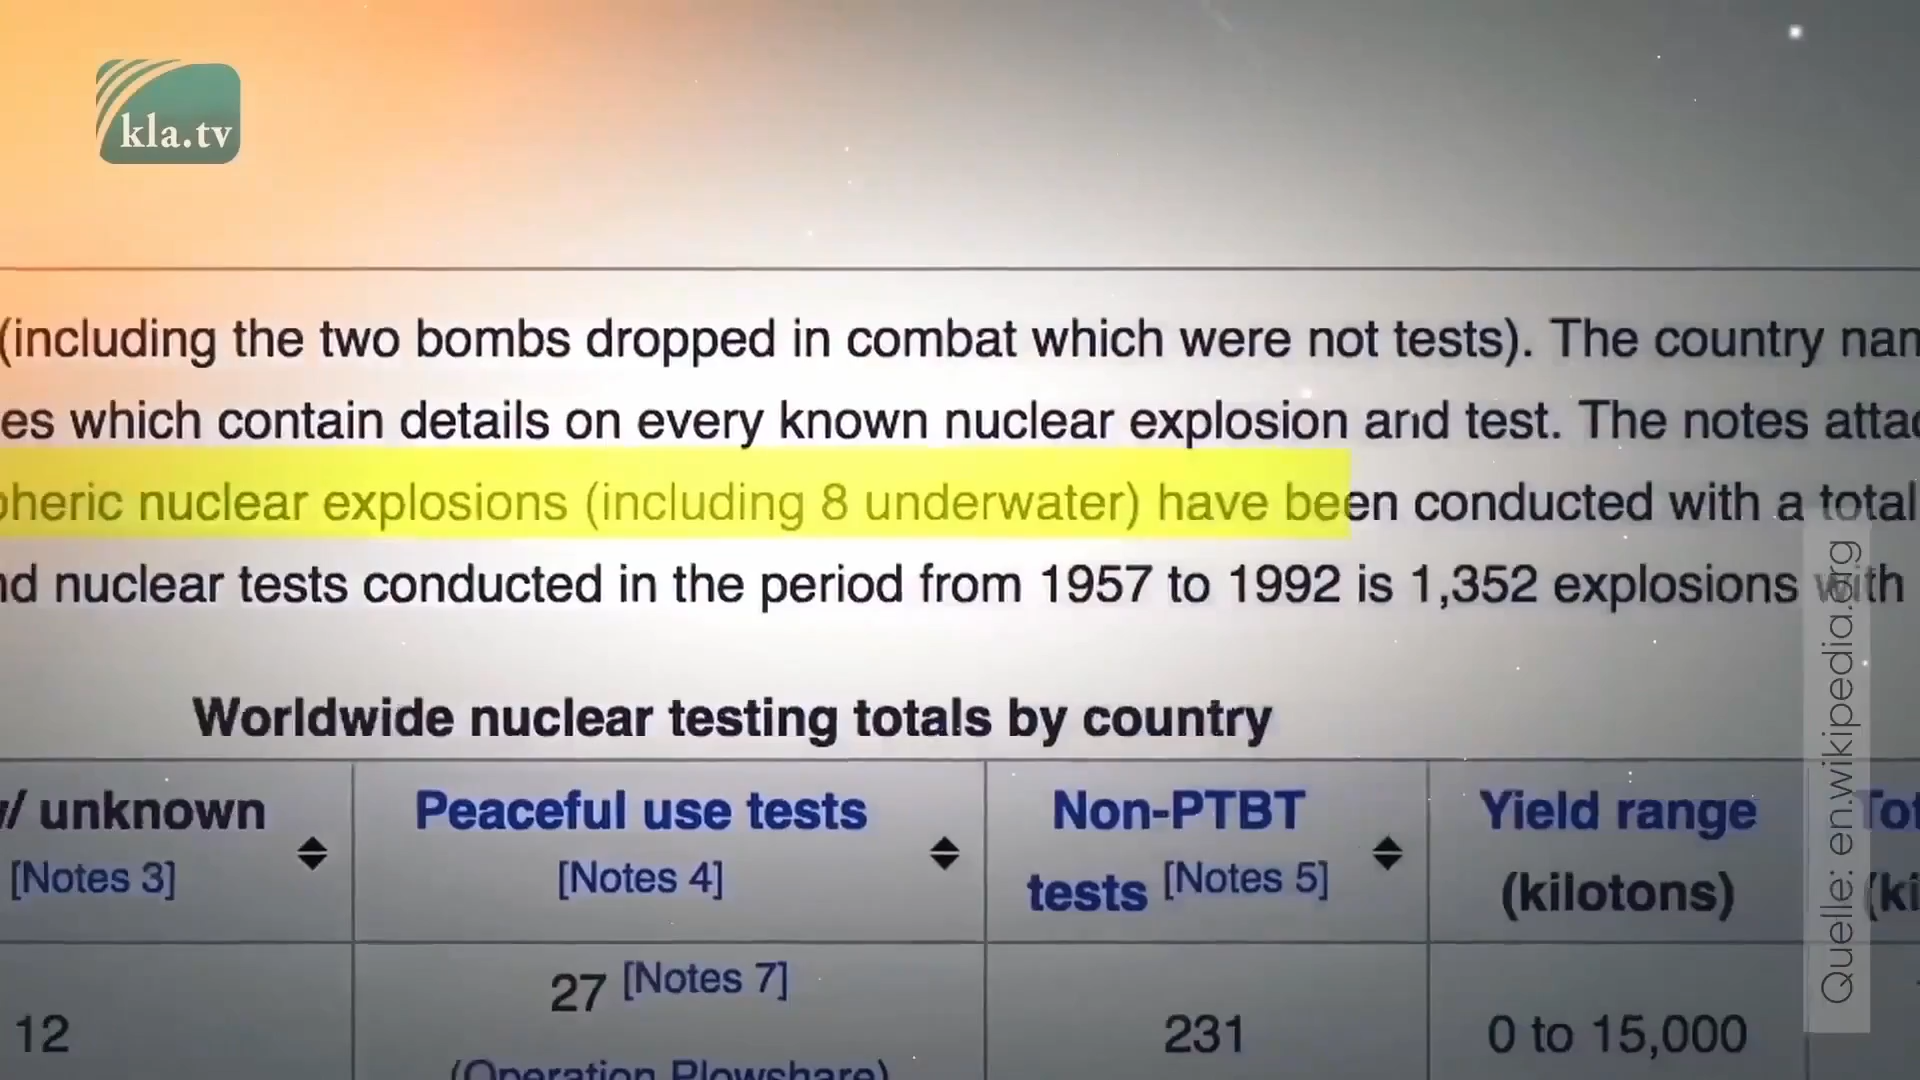 kla.tv
(including the two bombs dropped in combat which were not tests). The country
es which contain details on every known nuclear explosion and test. The notes
pheric nuclear explosions (including 8 underwater) have been conducted with a total
nd nuclear tests conducted in the period from 1957 to 1992 is 1,352 explosions with
Worldwide nuclear testing totals by country
w/ unknown
[Notes 3]
Peaceful use tests
[Notes 4]
Non-PTBT
tests [Notes 5]
Yield range
(kilotons)
12
27 [Notes 7]
(Operation Plowshare)
231
0 to 15,000
Quelle: en.wikipedia.org